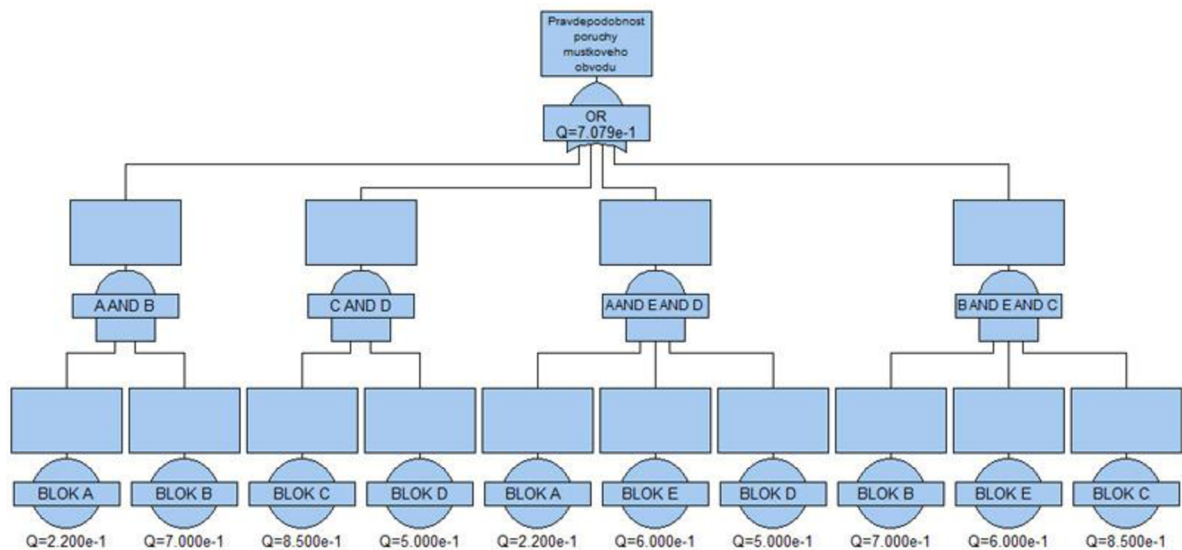 Pravdepodobnost
poruchy
mustkoveho
obvodu
OR
Q=7.079e-1
A AND B
C AND D
A AND E AND D
B AND E AND C
BLOK A
BLOK B
BLOK C
BLOK D
BLOK A
BLOK E
BLOK D
BLOK B
BLOK E
BLOK C
Q=2.200e-1
Q=7.000e-1
Q=8.500e-1
Q=5.000e-1
Q=2.200e-1
Q=6.000e-1
Q=5.000e-1
Q=7.000e-1
Q=6.000e-1
Q=8.500e-1